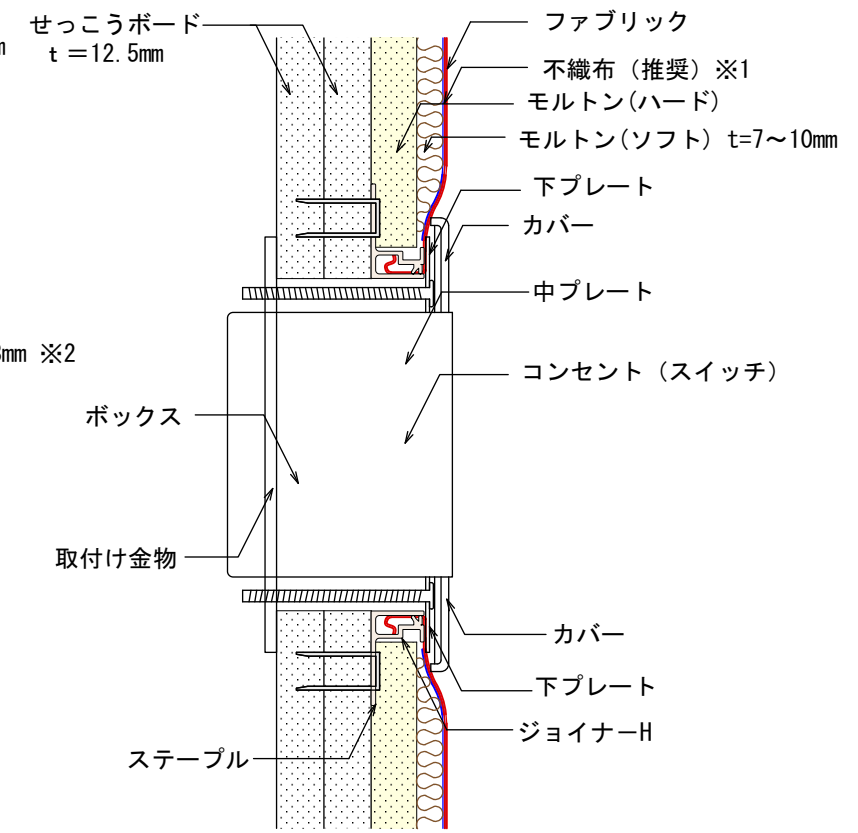 せっこうボード
t＝12.5mm
ファブリック
不織布（推奨）※1
モルトン(ハード)
モルトン(ソフト) t=7～10mm
下プレート
カバー
中プレート
mm ※2
コンセント（スイッチ）
ボックス
取付け金物
カバー
下プレート
ジョイナーH
ステープル